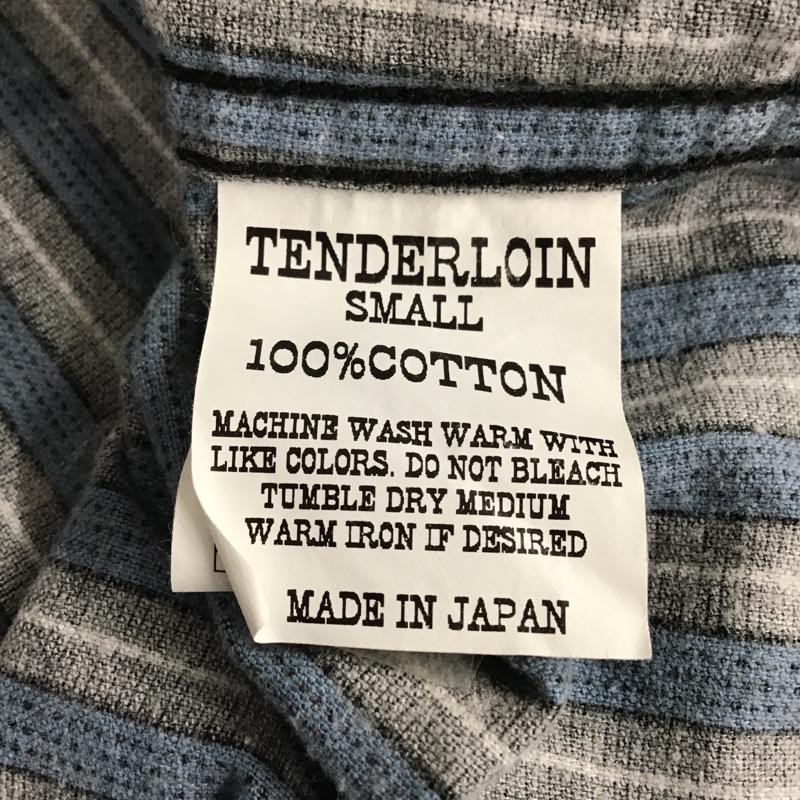 TENDERLOIN
SMALL
100%COTTON
MACHINE WASH WARM WITH
LIKE COLORS. DO NOT BLEACH
TUMBLE DRY MEDIUM
WARM IRON IF DESIRED
MADE IN JAPAN